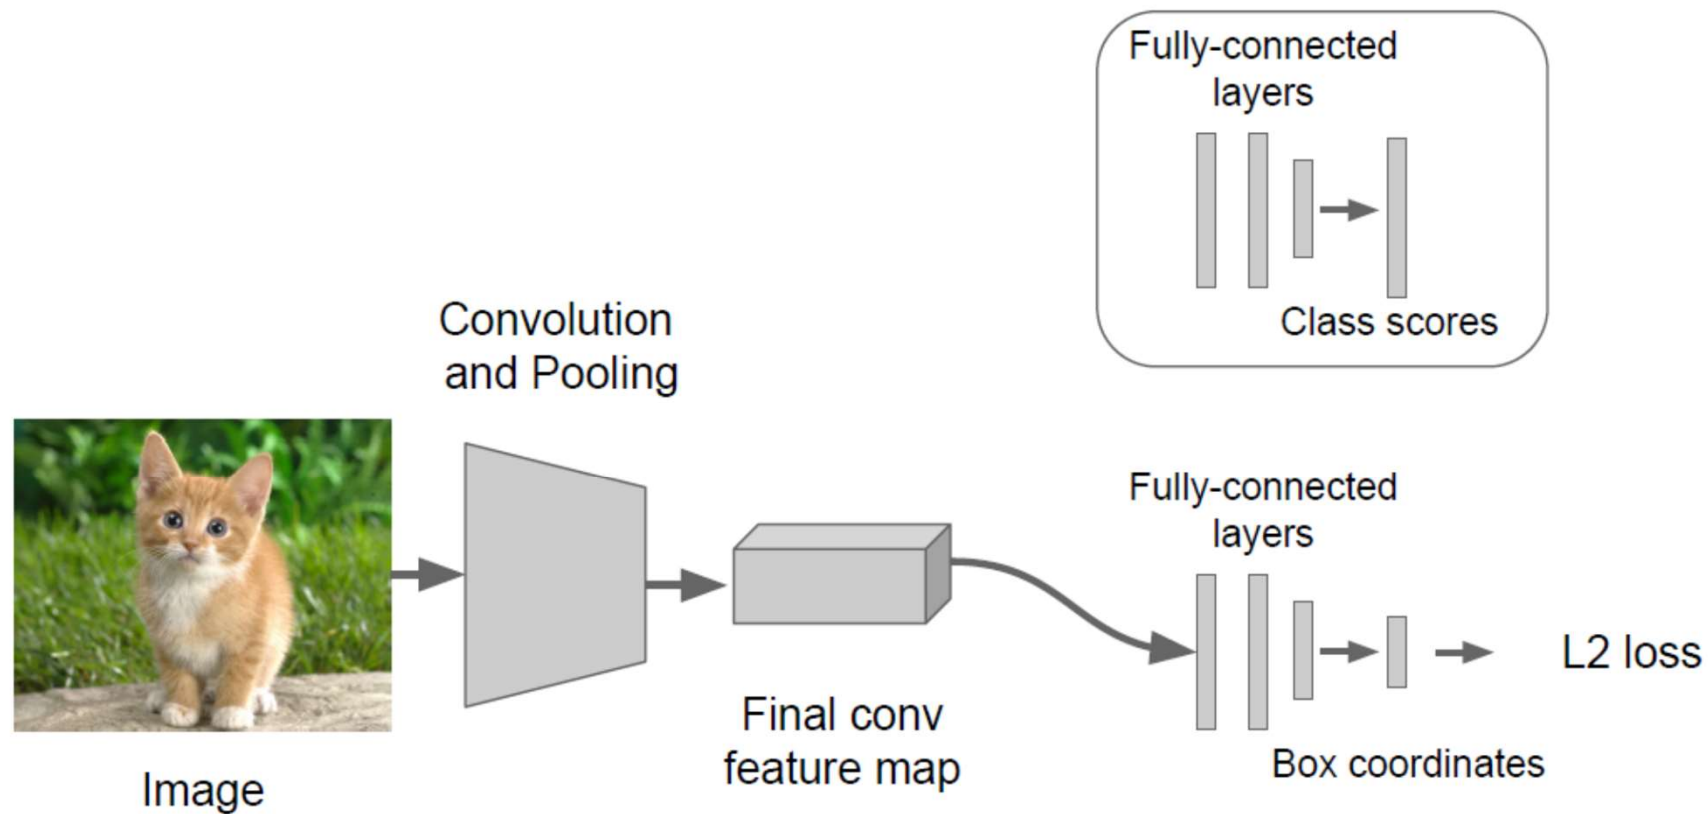 Fully-connected
layers
Class scores
Convolution
and Pooling
Image
Final conv
feature map
Fully-connected
layers
Box coordinates
L2 loss